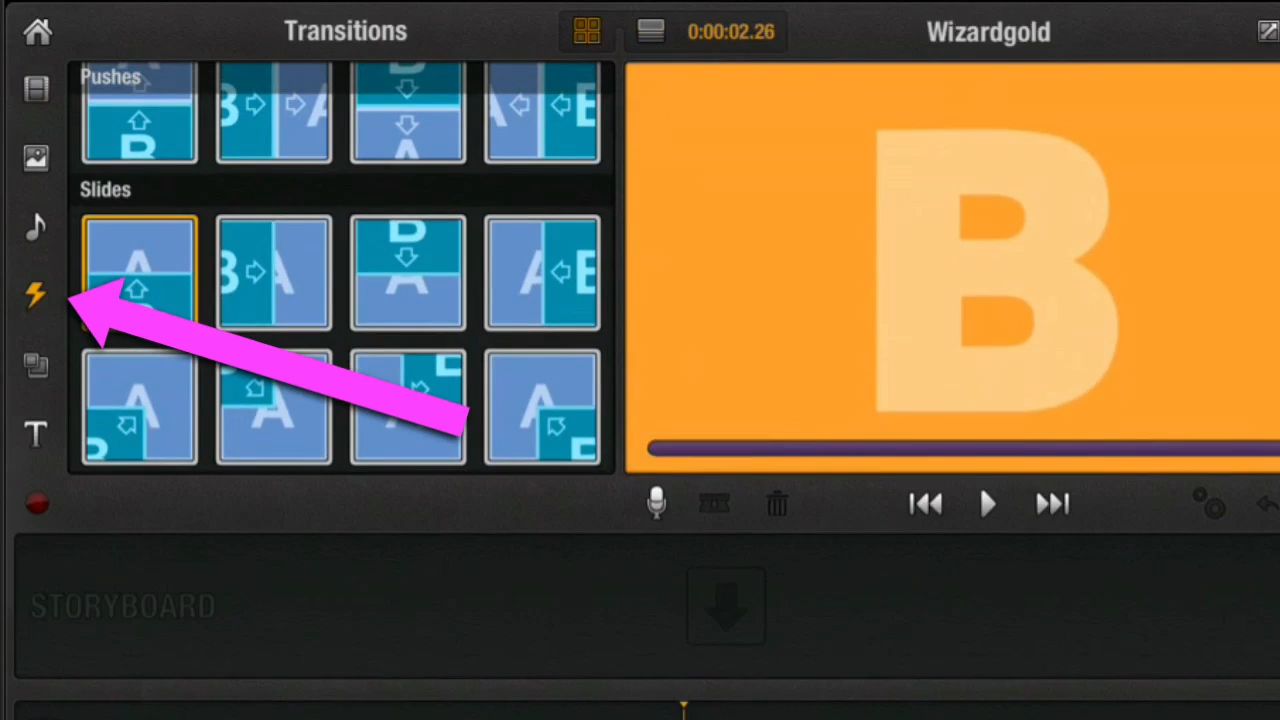 Transitions
0:00:02.26
Wizardgold
Pushes
B
B A
B
A
A B
Slides
A
B A
B
A
A B
A
B
A
A
A
B
T
STORYBOARD